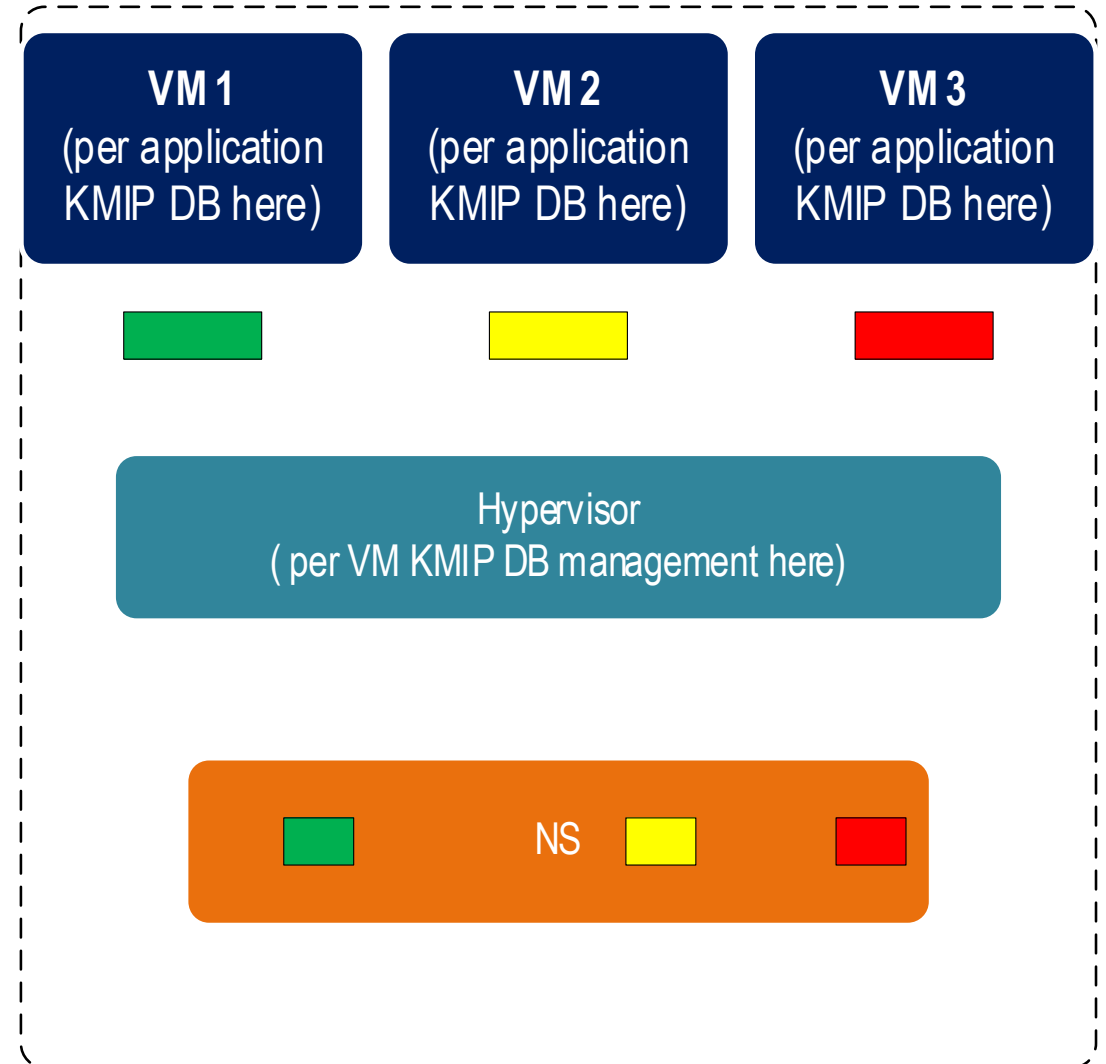 VM 1
(per application
KMIP DB here)
VM 2
(per application
KMIP DB here)
VM 3
(per application
KMIP DB here)
Hypervisor
( per VM KMIP DB management here)
NS